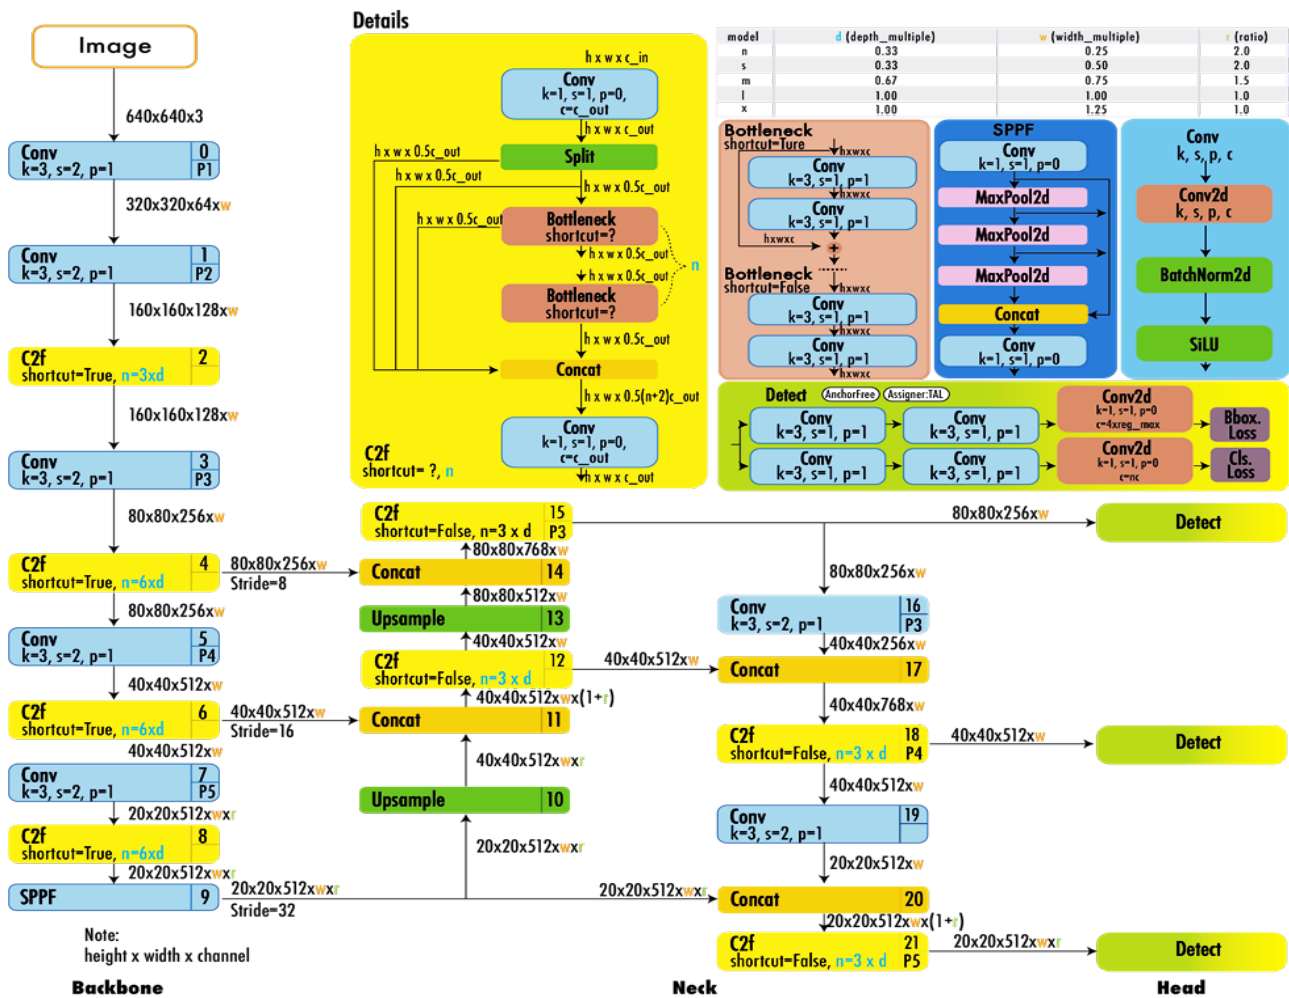 Image
640x640x3
Conv
k=3, s=2, p=1
0
P1
320x320x64xw
Conv
k=3, s=2, p=1
1
P2
160x160x128xw
C2f
shortcut=True, n=3xd
2
160x160x128xw
Conv
k=3, s=2, p=1
3
P3
80x80x256xw
C2f
shortcut=True, n=6xd
4
80x80x256xw
Stride=8
80x80x256xw
Conv
k=3, s=2, p=1
5
P4
40x40x512xw
C2f
shortcut=True, n=6xd
6
40x40x512xw
Stride=16
40x40x512xw
Conv
k=3, s=2, p=1
7
P5
20x20x512xwxr
C2f
shortcut=True, n=6xd
8
20x20x512xwxr
SPPF
9
20x20x512xwxr
Stride=32
Note:
height x width x channel
Backbone
Details
h x w x c_in
Conv
k=1, s=1, p=0,
c=c_out
h x w x c_out
Split
h x w x 0.5c_out
h x w x 0.5c_out
h x w x 0.5c_out
h x w x 0.5c_out
Bottleneck
shortcut=?
h x w x 0.5c_out
h x w x 0.5c_out
n
Bottleneck
shortcut=?
h x w x 0.5c_out
Concat
h x w x 0.5(n+2)c_out
Conv
k=1, s=1, p=0,
c=c_out
h x w x c_out
C2f
shortcut= ?, n
model d (depth_multiple) w (width_multiple) r (ratio)
n 0.33 0.25 2.0
s 0.33 0.50 2.0
m 0.67 0.75 1.5
l 1.00 1.00 1.0
x 1.00 1.25 1.0
Bottleneck
shortcut=Ture
hxwxc
Conv
k=3, s=1, p=1
hxwxc
Conv
k=3, s=1, p=1
hxwxc
+
Bottleneck
shortcut=False
hxwxc
Conv
k=3, s=1, p=1
hxwxc
Conv
k=3, s=1, p=1
hxwxc
SPPF
Conv
k=1, s=1, p=0
MaxPool2d
MaxPool2d
MaxPool2d
Concat
Conv
k=1, s=1, p=0
Conv
k, s, p, c
Conv2d
k, s, p, c
BatchNorm2d
SiLU
Detect
AnchorFree
Assigner:TAL
Conv
k=3, s=1, p=1
Conv
k=3, s=1, p=1
Conv2d
k=1, s=1, p=0
c=4xreg_max
Bbox.
Loss
Conv
k=3, s=1, p=1
Conv
k=3, s=1, p=1
Conv2d
k=1, s=1, p=0
c=nc
Cls.
Loss
C2f
shortcut=False, n=3 x d
15
P3
80x80x768xw
Concat
14
80x80x512xw
Upsample
13
40x40x512xw
C2f
shortcut=False, n=3 x d
12
40x40x512xw
40x40x512xwx(1+r)
Concat
11
40x40x512xwxr
Upsample
10
20x20x512xwxr
20x20x512xwxr
80x80x256xw
Detect
80x80x256xw
Conv
k=3, s=2, p=1
16
P3
40x40x256xw
Concat
17
40x40x768xw
C2f
shortcut=False, n=3 x d
18
P4
40x40x512xw
Detect
40x40x512xw
Conv
k=3, s=2, p=1
19
20x20x512xw
Concat
20
20x20x512xwx(1+r)
C2f
shortcut=False, n=3 x d
21
P5
20x20x512xwxr
Detect
Neck
Head